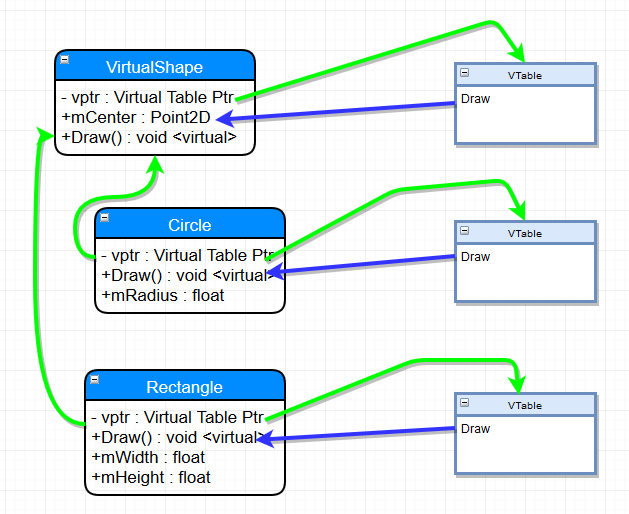 VirtualShape
- vptr : Virtual Table Ptr
+mCenter : Point2D
+Draw() : void <virtual>
VTable
Draw
Circle
- vptr : Virtual Table Ptr
+Draw() : void <virtual>
+mRadius : float
VTable
Draw
Rectangle
- vptr : Virtual Table Ptr
+Draw() : void <virtual>
+mWidth : float
+mHeight : float
VTable
Draw